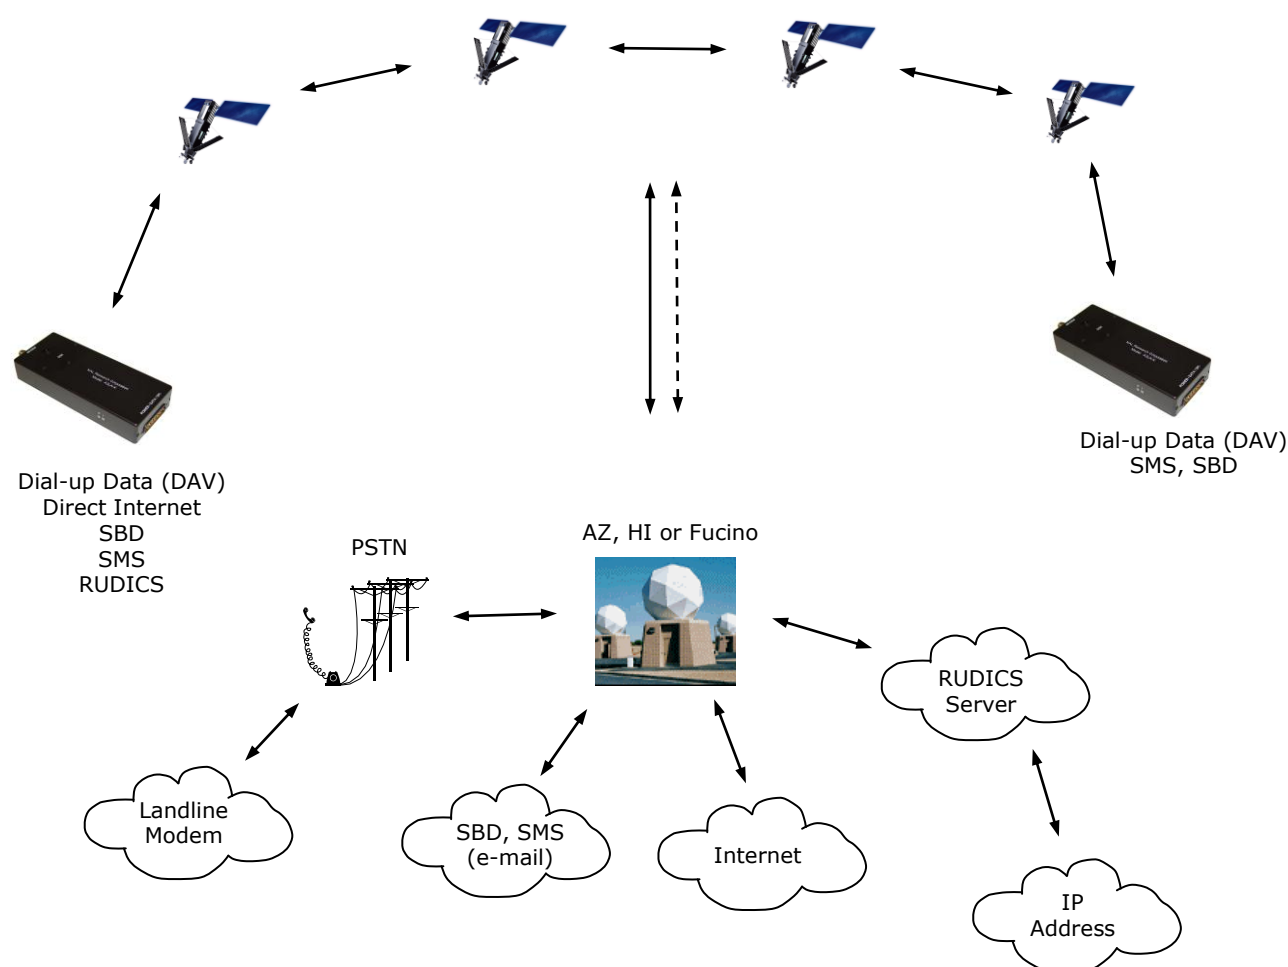 Dial-up Data (DAV)
Direct Internet
SBD
SMS
RUDICS
Dial-up Data (DAV)
SMS, SBD
PSTN
AZ, HI or Fucino
RUDICS
Server
Landline
Modem
SBD, SMS
(e-mail)
Internet
IP
Address